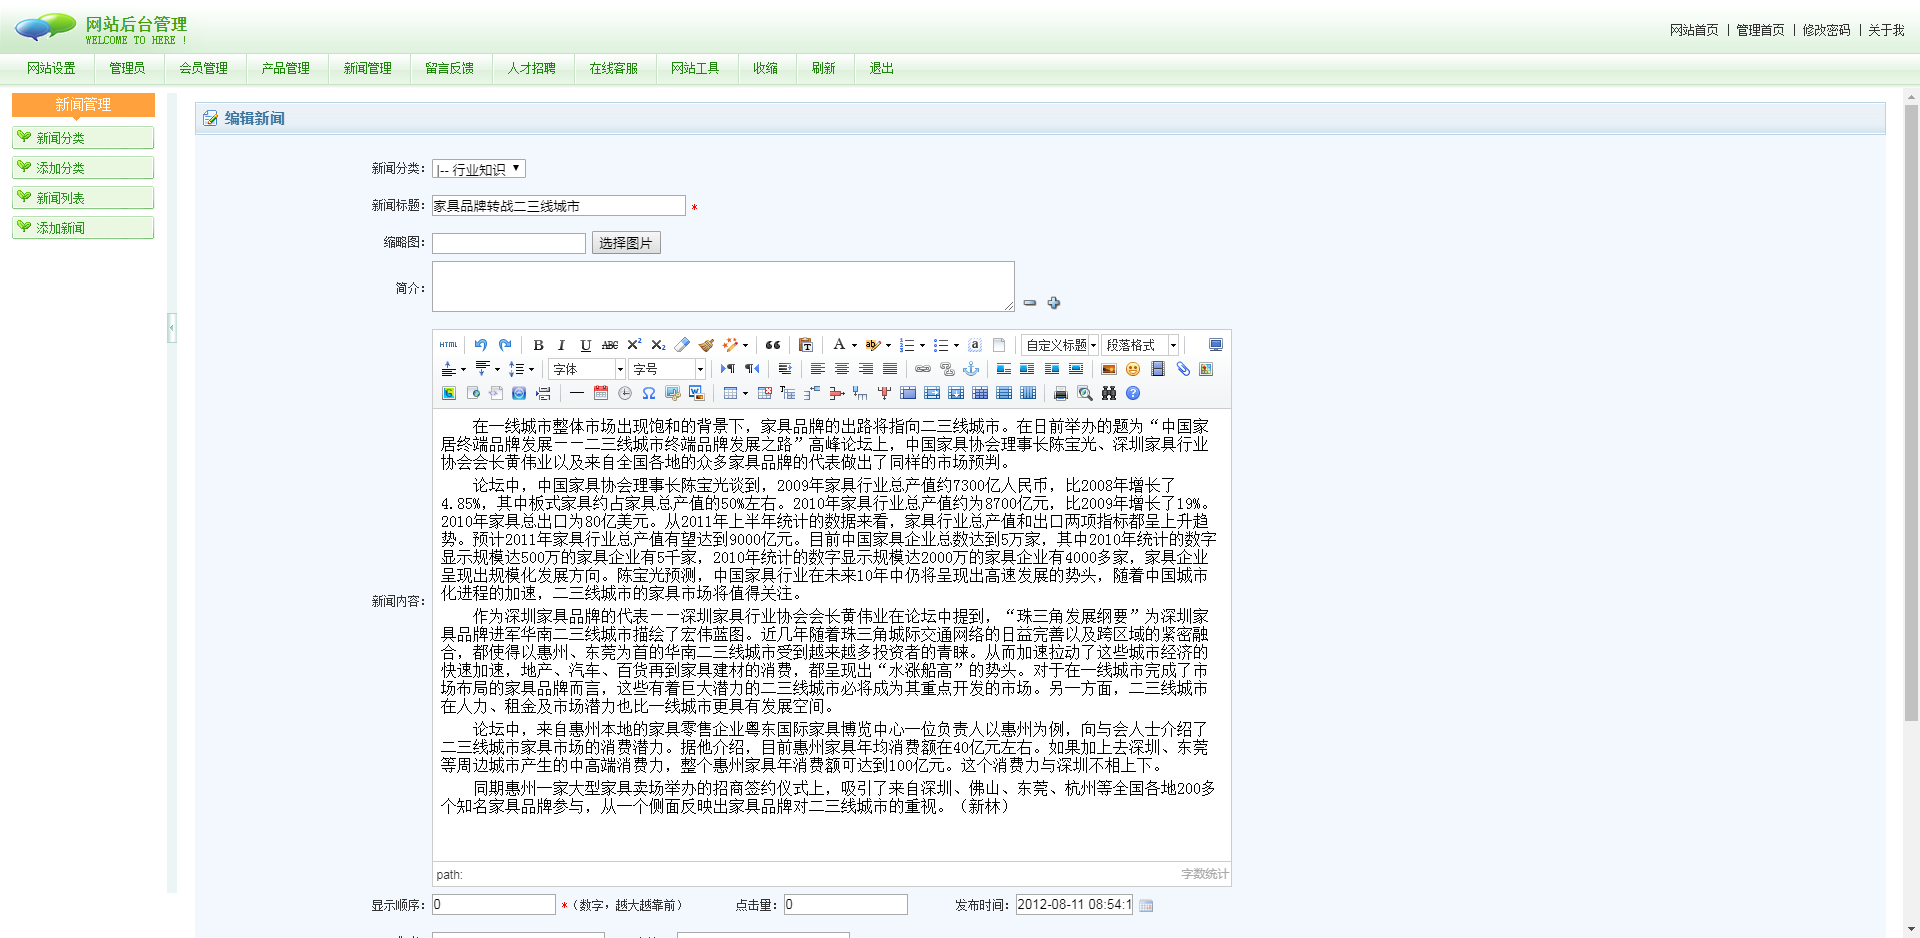 网站后台管理
WELCOME TO HERE !
网站首页 | 管理首页 | 修改密码 | 关于我
网站设置 管理员 会员管理 产品管理 新闻管理 留言反馈 人才招聘 在线客服 网站工具 收缩 刷新 退出
新闻管理
新闻分类
添加分类
新闻列表
添加新闻
编辑新闻
新闻分类： |-- 行业知识
新闻标题： 家具品牌转战二三线城市 *
缩略图： 选择图片
简介：
HTML B I U ABC X² X₂ A ab a 自定义标题 段落格式
字体 字号
新闻内容：
在一线城市整体市场出现饱和的背景下，家具品牌的出路将指向二三线城市。在日前举办的题为“中国家
居终端品牌发展——二三线城市终端品牌发展之路”高峰论坛上，中国家具协会理事长陈宝光、深圳家具行业
协会会长黄伟业以及来自全国各地的众多家具品牌的代表做出了同样的市场预判。
论坛中，中国家具协会理事长陈宝光谈到，2009年家具行业总产值约7300亿人民币，比2008年增长了
4.85%，其中板式家具约占家具总产值的50%左右。2010年家具行业总产值约为8700亿元，比2009年增长了19%。
2010年家具总出口为80亿美元。从2011年上半年统计的数据来看，家具行业总产值和出口两项指标都呈上升趋
势。预计2011年家具行业总产值有望达到9000亿元。目前中国家具企业总数达到5万家，其中2010年统计的数字
显示规模达500万的家具企业有5千家，2010年统计的数字显示规模达2000万的家具企业有4000多家，家具企业
呈现出规模化发展方向。陈宝光预测，中国家具行业在未来10年中仍将呈现出高速发展的势头，随着中国城市
化进程的加速，二三线城市的家具市场将值得关注。
作为深圳家具品牌的代表——深圳家具行业协会会长黄伟业在论坛中提到，“珠三角发展纲要”为深圳家
具品牌进军华南二三线城市描绘了宏伟蓝图。近几年随着珠三角城际交通网络的日益完善以及跨区域的紧密融
合，都使得以惠州、东莞为首的华南二三线城市受到越来越多投资者的青睐。从而加速拉动了这些城市经济的
快速加速，地产、汽车、百货再到家具建材的消费，都呈现出“水涨船高”的势头。对于在一线城市完成了市
场布局的家具品牌而言，这些有着巨大潜力的二三线城市必将成为其重点开发的市场。另一方面，二三线城市
在人力、租金及市场潜力也比一线城市更具有发展空间。
论坛中，来自惠州本地的家具零售企业粤东国际家具博览中心一位负责人以惠州为例，向与会人士介绍了
二三线城市家具市场的消费潜力。据他介绍，目前惠州家具年均消费额在40亿元左右。如果加上去深圳、东莞
等周边城市产生的中高端消费力，整个惠州家具年消费额可达到100亿元。这个消费力与深圳不相上下。
同期惠州一家大型家具卖场举办的招商签约仪式上，吸引了来自深圳、佛山、东莞、杭州等全国各地200多
个知名家具品牌参与，从一个侧面反映出家具品牌对二三线城市的重视。（新林）
path: 字数统计
显示顺序： 0 *（数字，越大越靠前） 点击量： 0 发布时间： 2012-08-11 08:54:1